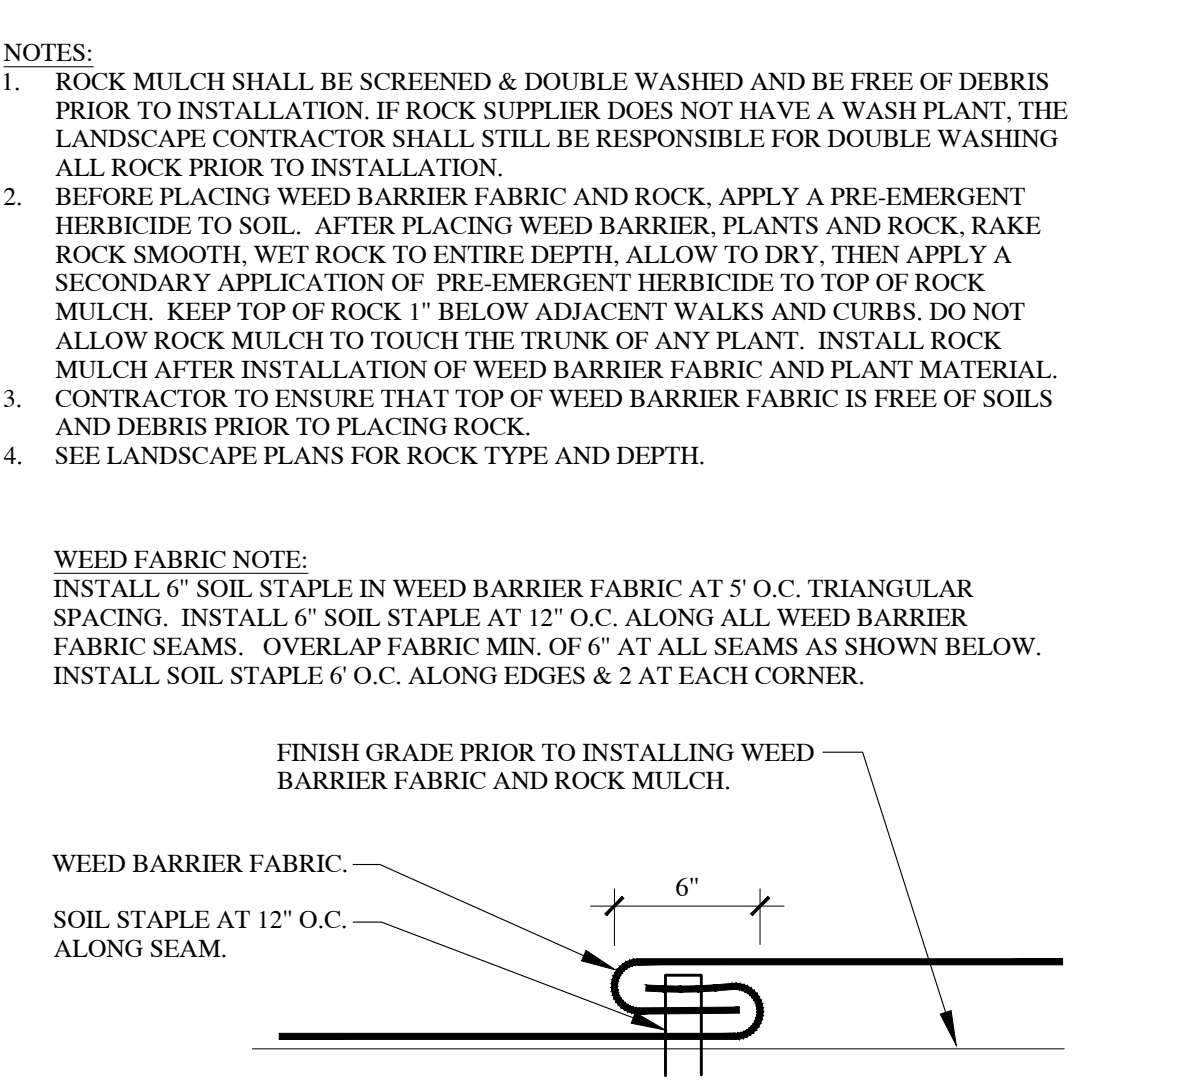 NOTES:
1. ROCK MULCH SHALL BE SCREENED & DOUBLE WASHED AND BE FREE OF DEBRIS
PRIOR TO INSTALLATION. IF ROCK SUPPLIER DOES NOT HAVE A WASH PLANT, THE
LANDSCAPE CONTRACTOR SHALL STILL BE RESPONSIBLE FOR DOUBLE WASHING
ALL ROCK PRIOR TO INSTALLATION.
2. BEFORE PLACING WEED BARRIER FABRIC AND ROCK, APPLY A PRE-EMERGENT
HERBICIDE TO SOIL. AFTER PLACING WEED BARRIER, PLANTS AND ROCK, RAKE
ROCK SMOOTH, WET ROCK TO ENTIRE DEPTH, ALLOW TO DRY, THEN APPLY A
SECONDARY APPLICATION OF PRE-EMERGENT HERBICIDE TO TOP OF ROCK
MULCH. KEEP TOP OF ROCK 1" BELOW ADJACENT WALKS AND CURBS. DO NOT
ALLOW ROCK MULCH TO TOUCH THE TRUNK OF ANY PLANT. INSTALL ROCK
MULCH AFTER INSTALLATION OF WEED BARRIER FABRIC AND PLANT MATERIAL.
3. CONTRACTOR TO ENSURE THAT TOP OF WEED BARRIER FABRIC IS FREE OF SOILS
AND DEBRIS PRIOR TO PLACING ROCK.
4. SEE LANDSCAPE PLANS FOR ROCK TYPE AND DEPTH.
WEED FABRIC NOTE:
INSTALL 6" SOIL STAPLE IN WEED BARRIER FABRIC AT 5' O.C. TRIANGULAR
SPACING. INSTALL 6" SOIL STAPLE AT 12" O.C. ALONG ALL WEED BARRIER
FABRIC SEAMS. OVERLAP FABRIC MIN. OF 6" AT ALL SEAMS AS SHOWN BELOW.
INSTALL SOIL STAPLE 6' O.C. ALONG EDGES & 2 AT EACH CORNER.
FINISH GRADE PRIOR TO INSTALLING WEED
BARRIER FABRIC AND ROCK MULCH.
WEED BARRIER FABRIC.
6"
SOIL STAPLE AT 12" O.C.
ALONG SEAM.